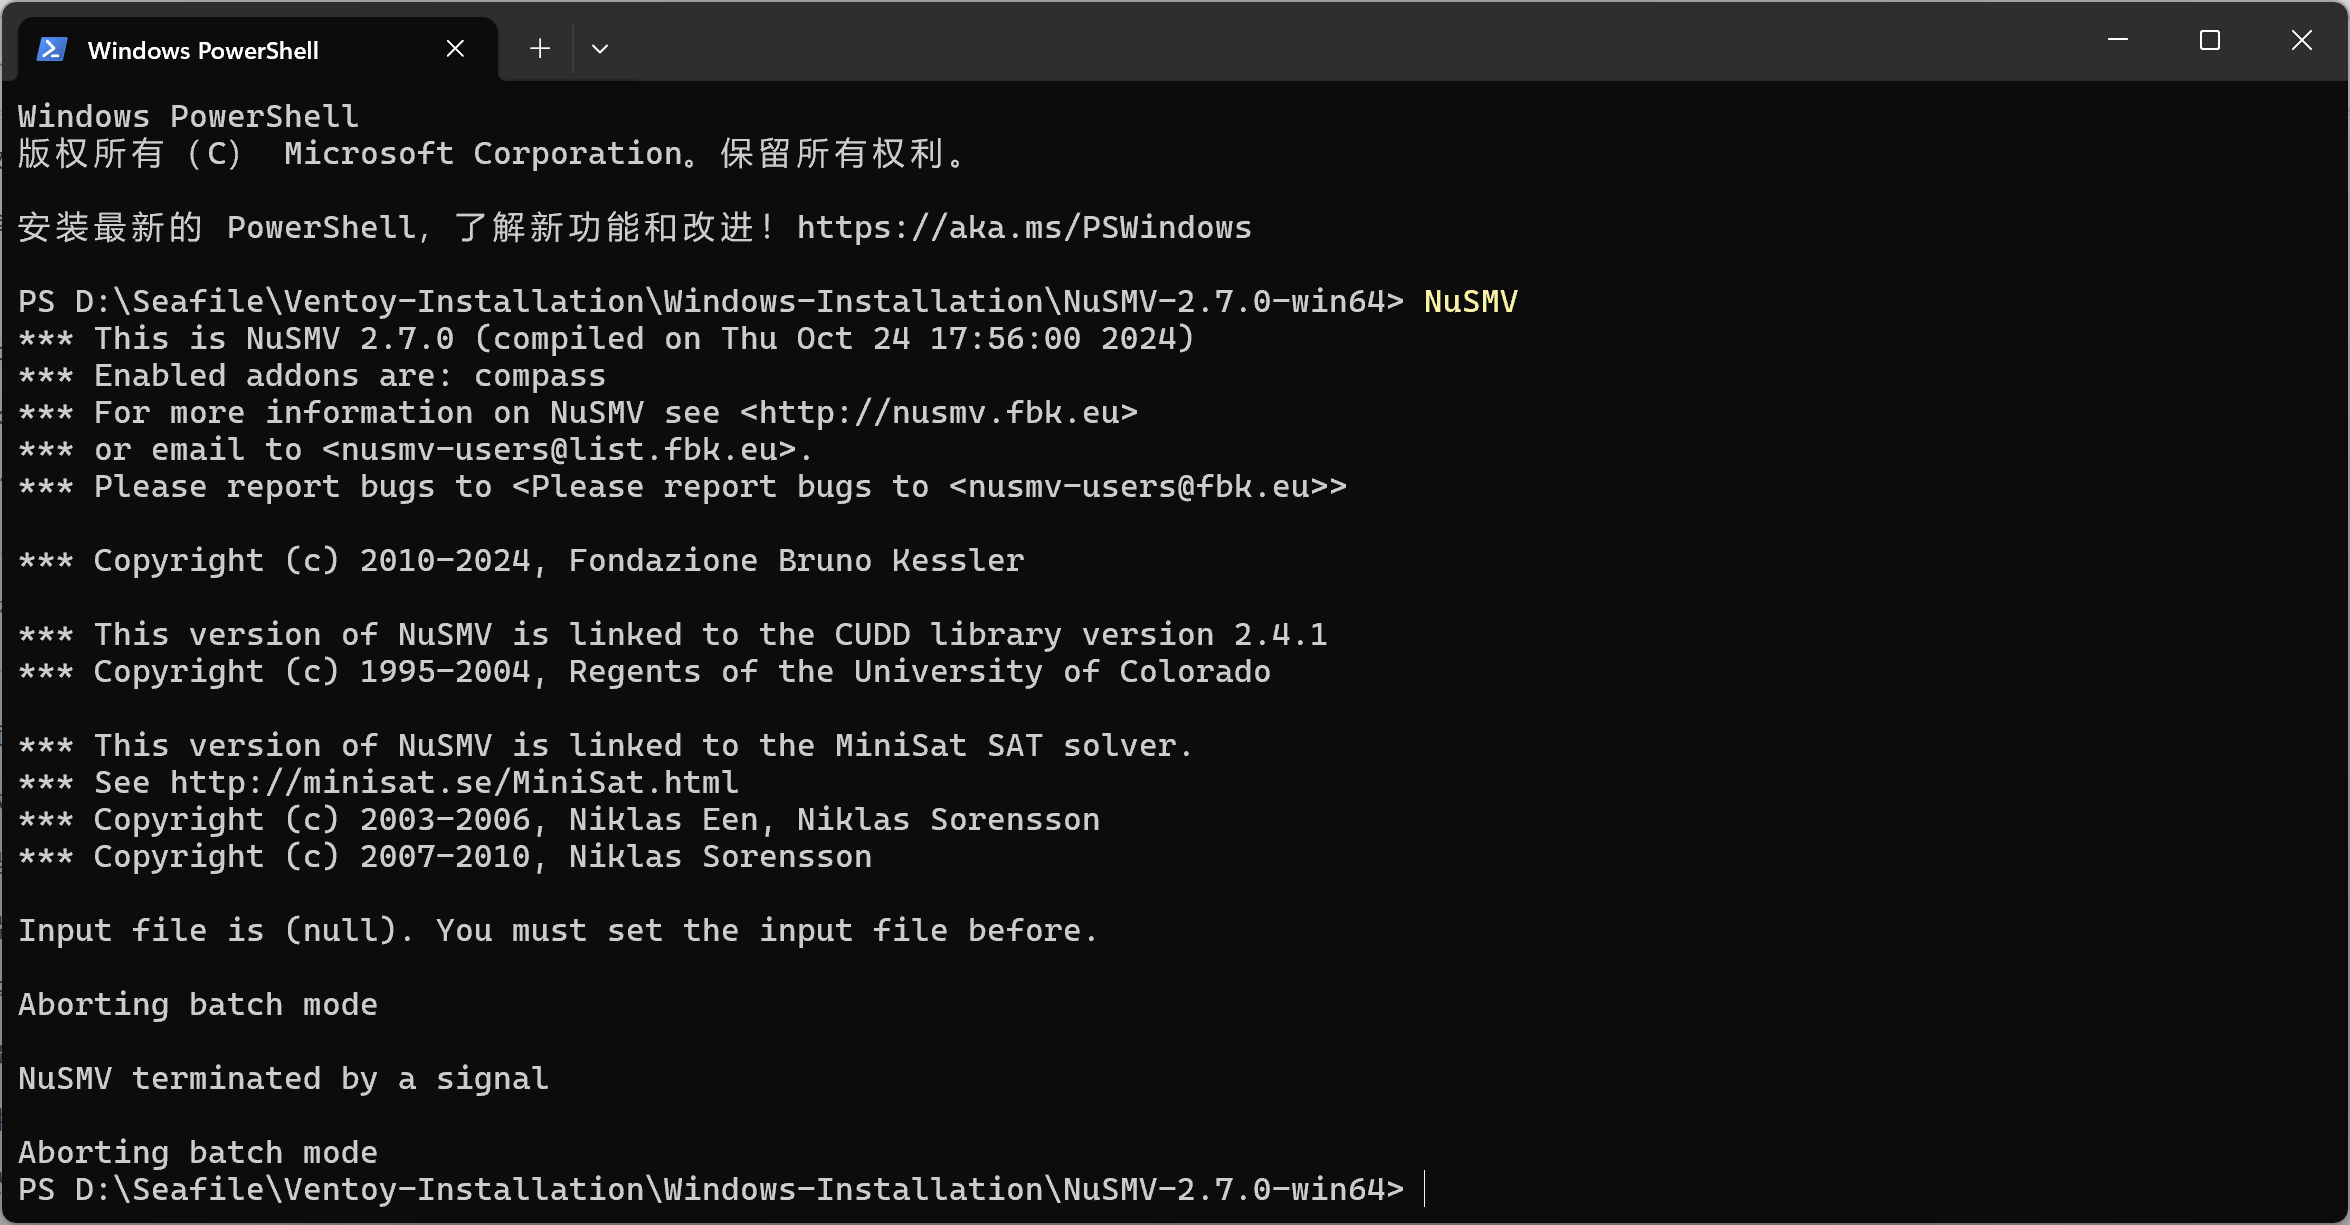 Windows PowerShell
Windows PowerShell
版权所有（C） Microsoft Corporation。保留所有权利。
安装最新的 PowerShell，了解新功能和改进！https://aka.ms/PSWindows
PS D:\Seafile\Ventoy-Installation\Windows-Installation\NuSMV-2.7.0-win64> NuSMV
*** This is NuSMV 2.7.0 (compiled on Thu Oct 24 17:56:00 2024)
*** Enabled addons are: compass
*** For more information on NuSMV see <http://nusmv.fbk.eu>
*** or email to <nusmv-users@list.fbk.eu>.
*** Please report bugs to <Please report bugs to <nusmv-users@fbk.eu>>
*** Copyright (c) 2010-2024, Fondazione Bruno Kessler
*** This version of NuSMV is linked to the CUDD library version 2.4.1
*** Copyright (c) 1995-2004, Regents of the University of Colorado
*** This version of NuSMV is linked to the MiniSat SAT solver.
*** See http://minisat.se/MiniSat.html
*** Copyright (c) 2003-2006, Niklas Een, Niklas Sorensson
*** Copyright (c) 2007-2010, Niklas Sorensson
Input file is (null). You must set the input file before.
Aborting batch mode
NuSMV terminated by a signal
Aborting batch mode
PS D:\Seafile\Ventoy-Installation\Windows-Installation\NuSMV-2.7.0-win64>